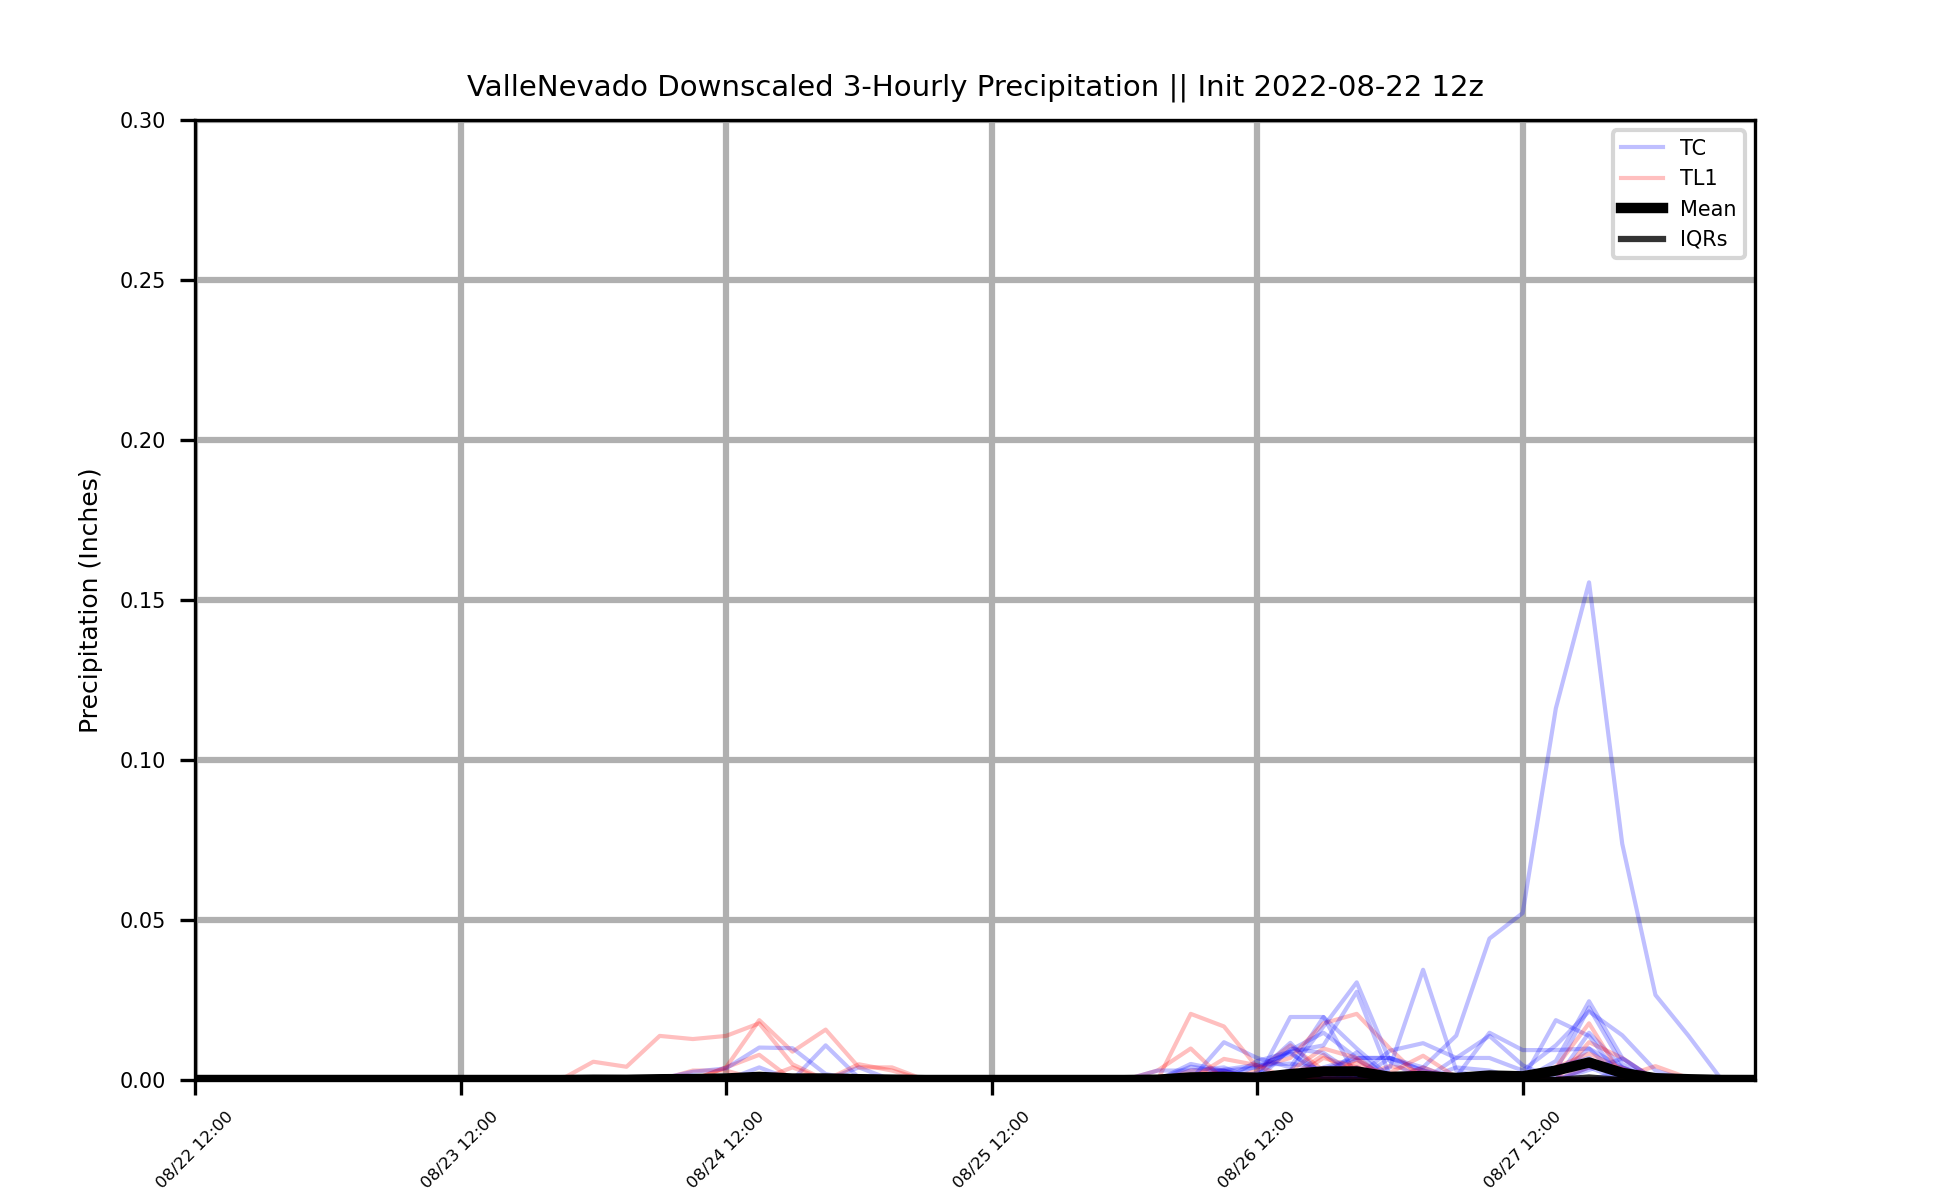 ValleNevado Downscaled 3-Hourly Precipitation || Init 2022-08-22 12z
TC
TL1
Mean
IQRs
Precipitation (Inches)
0.30
0.25
0.20
0.15
0.10
0.05
0.00
08/22 12:00
08/23 12:00
08/24 12:00
08/25 12:00
08/26 12:00
08/27 12:00